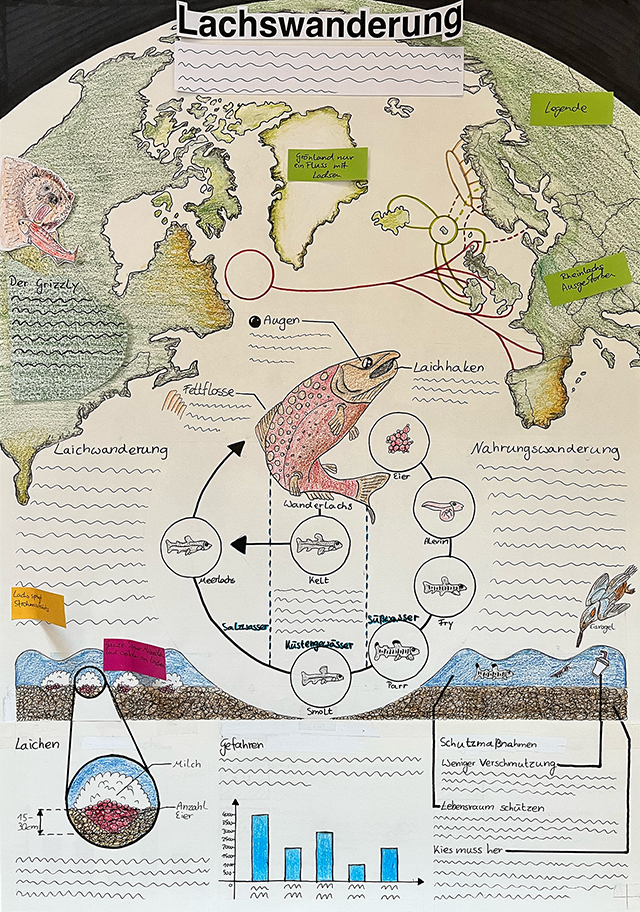 Lachswanderung
Legende
Grönland nur
ein Fluss mit
Lachsen
Rheinlachs
Ausgestorben
Der Grizzly
Augen
Laichhaken
Fettflosse
Laichwanderung
Nahrungswanderung
Eier
Wanderlachs
Alevin
Meerlachs
Kelt
Fry
Salzwasser
Süßwasser
Küstengewässer
Parr
Smolt
Eisvogel
Lachs
Laichen
Milch
Anzahl
Eier
15-
30cm
Gefahren
Schutzmaßnahmen
Weniger Verschmutzung
Lebensraum schützen
Kies muss her